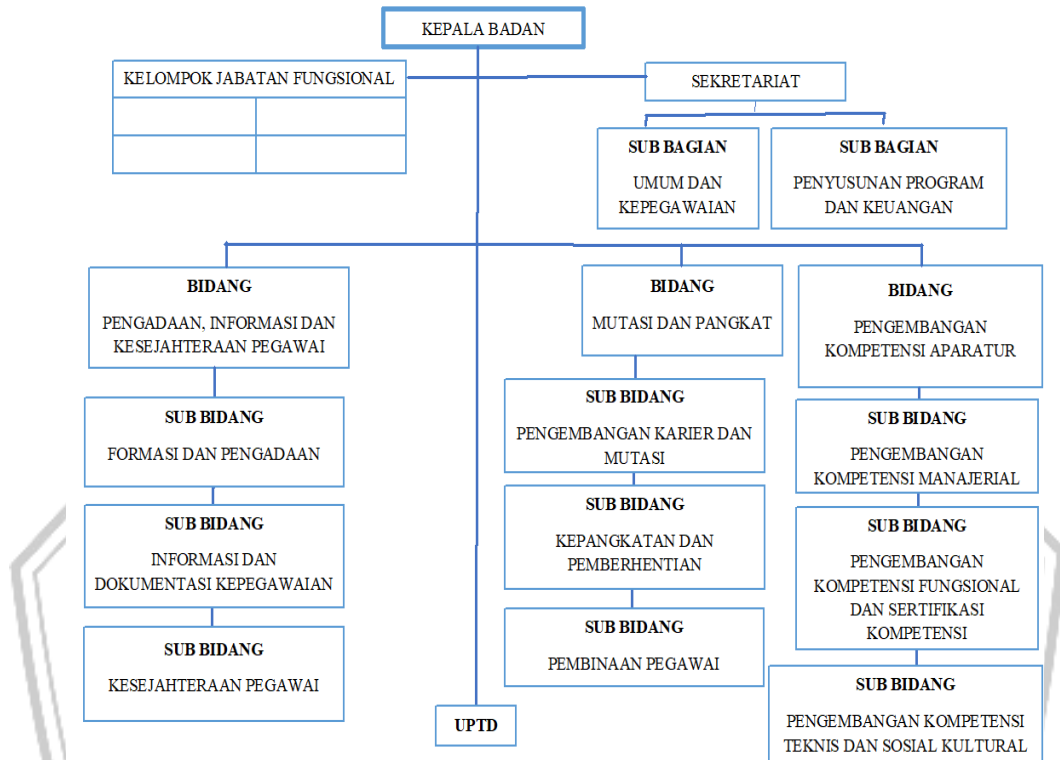 KEPALA BADAN
KELOMPOK JABATAN FUNGSIONAL
SEKRETARIAT
SUB BAGIAN
UMUM DAN
KEPEGAWAIAN
SUB BAGIAN
PENYUSUNAN PROGRAM
DAN KEUANGAN
BIDANG
PENGADAAN, INFORMASI DAN
KESEJAHTERAAN PEGAWAI
BIDANG
MUTASI DAN PANGKAT
BIDANG
PENGEMBANGAN
KOMPETENSI APARATUR
SUB BIDANG
FORMASI DAN PENGADAAN
SUB BIDANG
PENGEMBANGAN KARIER DAN
MUTASI
SUB BIDANG
PENGEMBANGAN
KOMPETENSI MANAJERIAL
SUB BIDANG
INFORMASI DAN
DOKUMENTASI KEPEGAWAIAN
SUB BIDANG
KEPANGKATAN DAN
PEMBERHENTIAN
SUB BIDANG
PENGEMBANGAN
KOMPETENSI FUNGSIONAL
DAN SERTIFIKASI
KOMPETENSI
SUB BIDANG
KESEJAHTERAAN PEGAWAI
SUB BIDANG
PEMBINAAN PEGAWAI
SUB BIDANG
PENGEMBANGAN KOMPETENSI
TEKNIS DAN SOSIAL KULTURAL
UPTD